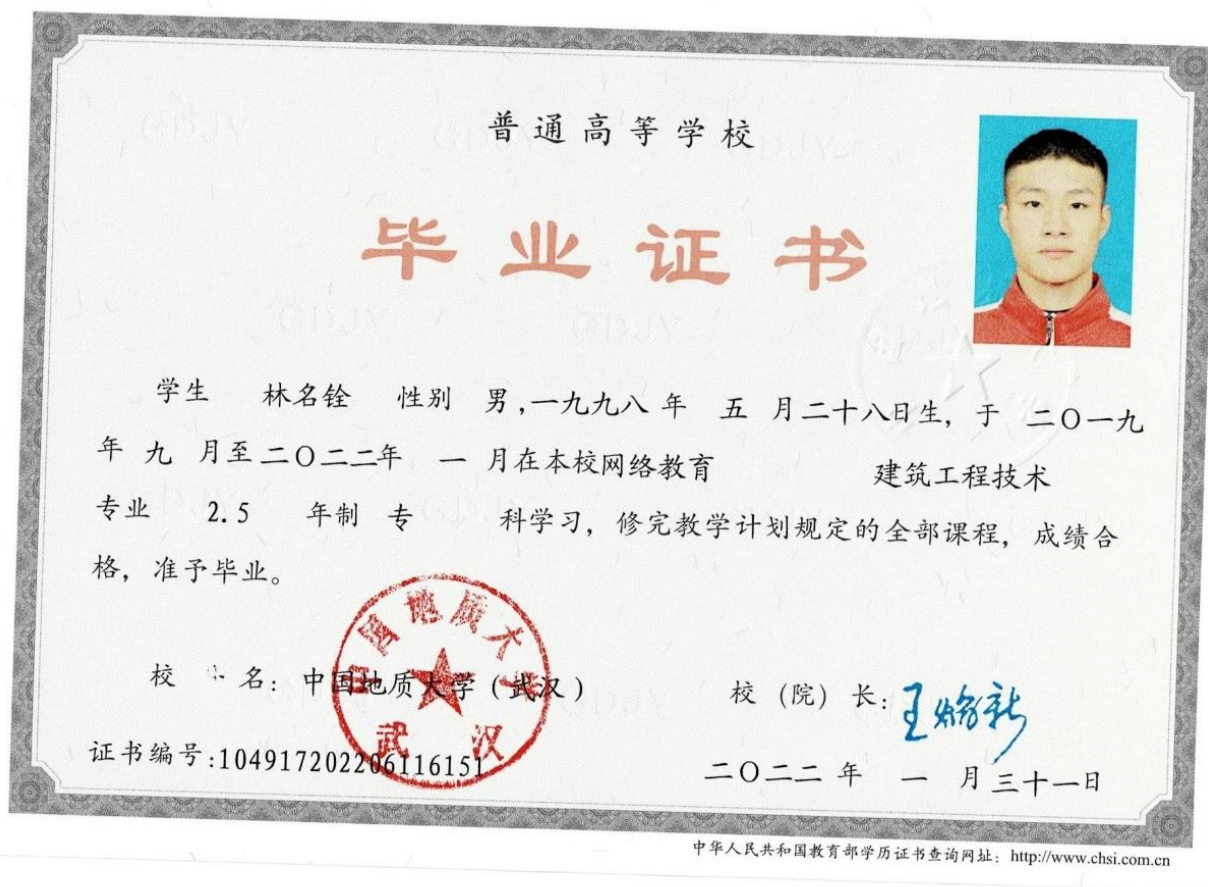 普通高等学校
毕业证书
学生 林名铨 性别 男,一九九八 年 五 月二十八日生, 于 二〇一九
年 九 月至二〇二二年 一 月在本校网络教育 建筑工程技术
专业 2.5 年制 专 科学习, 修完教学计划规定的全部课程, 成绩合
格, 准予毕业。
校 名: 中国地质大学 (武汉)
校 (院) 长: 王焰新
中国地质大学
武汉
证书编号:104917202206116151
二〇二二 年 一 月三十一日
中华人民共和国教育部学历证书查询网址: http://www.chsi.com.cn